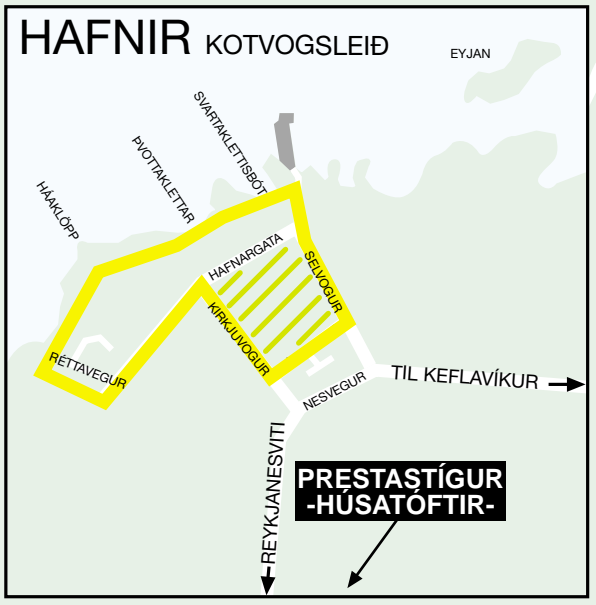 HAFNIR KOTVOGSLEIÐ
EYJAN
SVARTAKLETTISBÓT
ÞVOTTAKLETTAR
HÁAKLÖPP
HAFNARGATA
SELVOGUR
KIRKJUVOGUR
RÉTTAVEGUR
NESVEGUR
TIL KEFLAVÍKUR
REYKJANESVITI
PRESTASTÍGUR
-HÚSATÓFTIR-